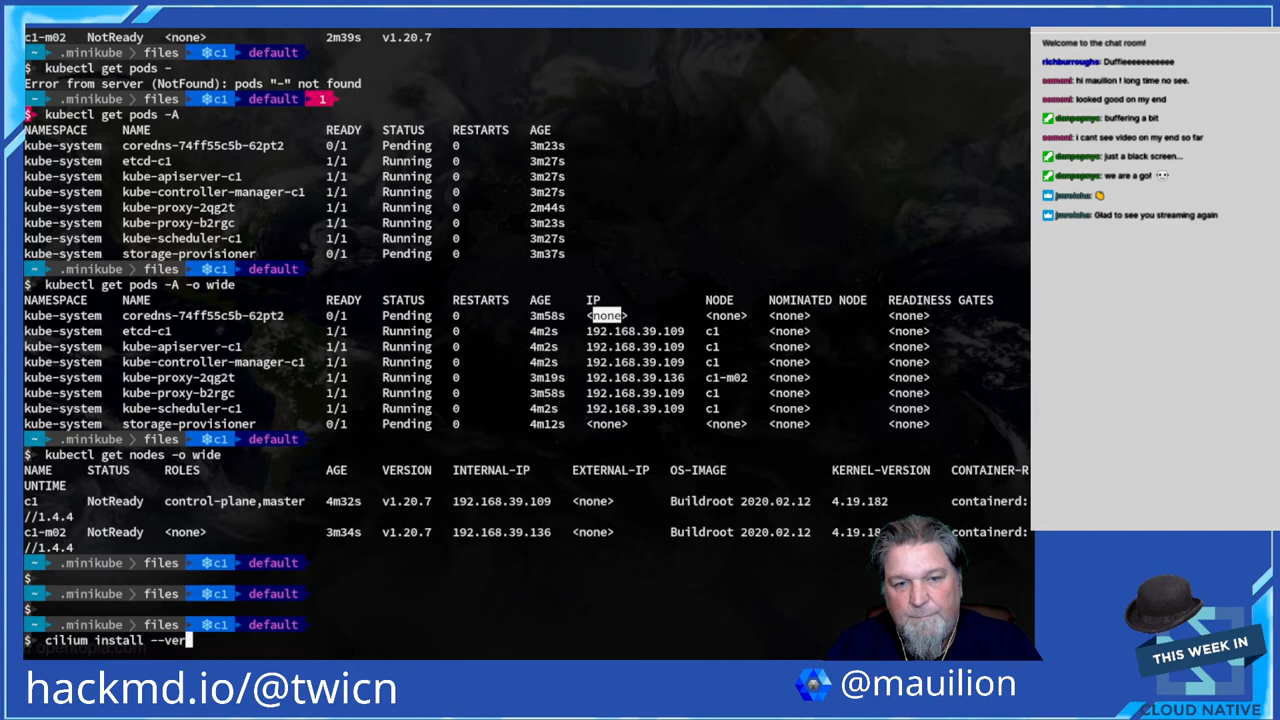 c1-m02 NotReady <none> 2m39s v1.20.7
~ .minikube files c1 default
kubectl get pods -
Error from server (NotFound): pods "-" not found
~ .minikube files c1 default 1
$ kubectl get pods -A
NAMESPACE NAME READY STATUS RESTARTS AGE
kube-system coredns-74ff55c5b-62pt2 0/1 Pending 0 3m23s
kube-system etcd-c1 1/1 Running 0 3m27s
kube-system kube-apiserver-c1 1/1 Running 0 3m27s
kube-system kube-controller-manager-c1 1/1 Running 0 3m27s
kube-system kube-proxy-2qg2t 1/1 Running 0 2m44s
kube-system kube-proxy-b2rgc 1/1 Running 0 3m23s
kube-system kube-scheduler-c1 1/1 Running 0 3m27s
kube-system storage-provisioner 0/1 Pending 0 3m37s
~ .minikube files c1 default
kubectl get pods -A -o wide
NAMESPACE NAME READY STATUS RESTARTS AGE IP NODE NOMINATED NODE READINESS GATES
kube-system coredns-74ff55c5b-62pt2 0/1 Pending 0 3m58s <none> <none> <none> <none>
kube-system etcd-c1 1/1 Running 0 4m2s 192.168.39.109 c1 <none> <none>
kube-system kube-apiserver-c1 1/1 Running 0 4m2s 192.168.39.109 c1 <none> <none>
kube-system kube-controller-manager-c1 1/1 Running 0 4m2s 192.168.39.109 c1 <none> <none>
kube-system kube-proxy-2qg2t 1/1 Running 0 3m19s 192.168.39.136 c1-m02 <none> <none>
kube-system kube-proxy-b2rgc 1/1 Running 0 3m58s 192.168.39.109 c1 <none> <none>
kube-system kube-scheduler-c1 1/1 Running 0 4m2s 192.168.39.109 c1 <none> <none>
kube-system storage-provisioner 0/1 Pending 0 4m12s <none> <none> <none> <none>
~ .minikube files c1 default
kubectl get nodes -o wide
NAME STATUS ROLES AGE VERSION INTERNAL-IP EXTERNAL-IP OS-IMAGE KERNEL-VERSION CONTAINER-R
UNTIME
c1 NotReady control-plane,master 4m32s v1.20.7 192.168.39.109 <none> Buildroot 2020.02.12 4.19.182 containerd:
//1.4.4
c1-m02 NotReady <none> 3m34s v1.20.7 192.168.39.136 <none> Buildroot 2020.02.12 4.19.18 containerd:
//1.4.4
~ .minikube files c1 default
$
~ .minikube files c1 default
$
~ .minikube files c1 default
$ cilium install --ver
opentopia.com
Welcome to the chat room!
richburroughs: Duffieeeeeeeeeee
hi mauilion ! long time no see.
looked good on my end
danpopnyc: buffering a bit
i cant see video on my end so far
danpopnyc: just a black screen...
danpopnyc: we are a go!
Glad to see you streaming again
hackmd.io/@twicn
@mauilion
THIS WEEK IN
CLOUD NATIVE